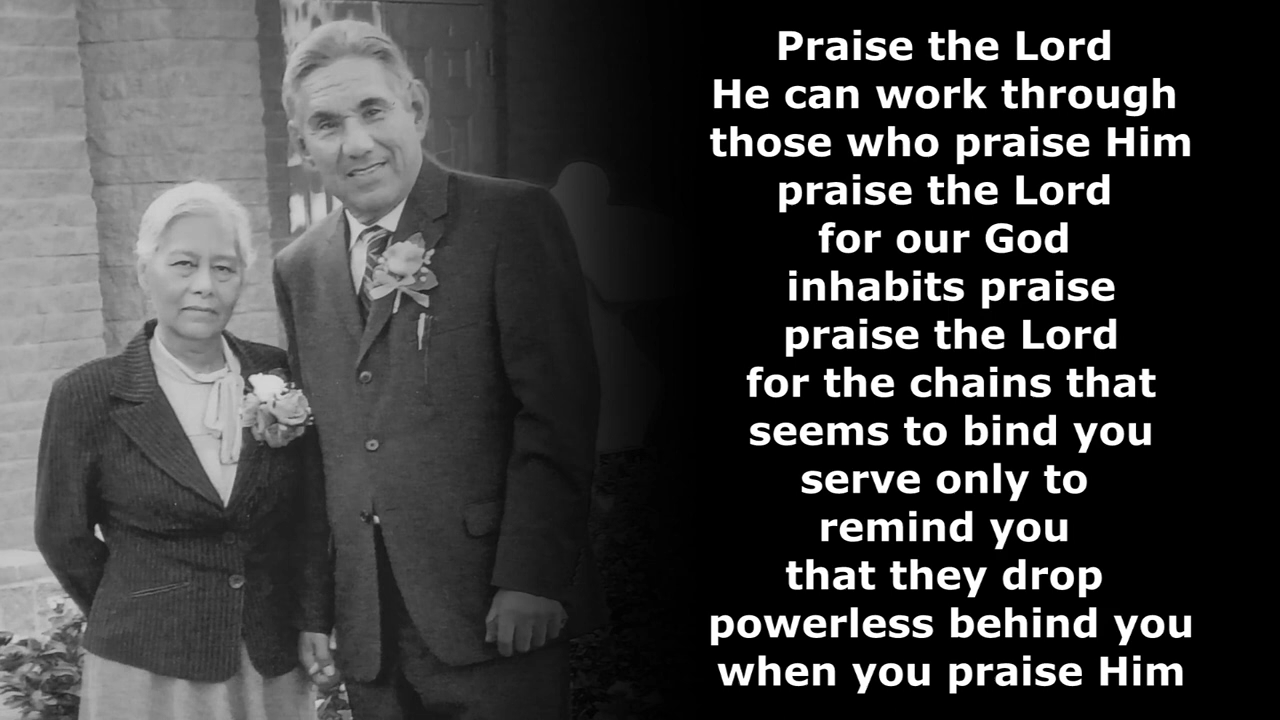 Praise the Lord
He can work through
those who praise Him
praise the Lord
for our God
inhabits praise
praise the Lord
for the chains that
seems to bind you
serve only to
remind you
that they drop
powerless behind you
when you praise Him